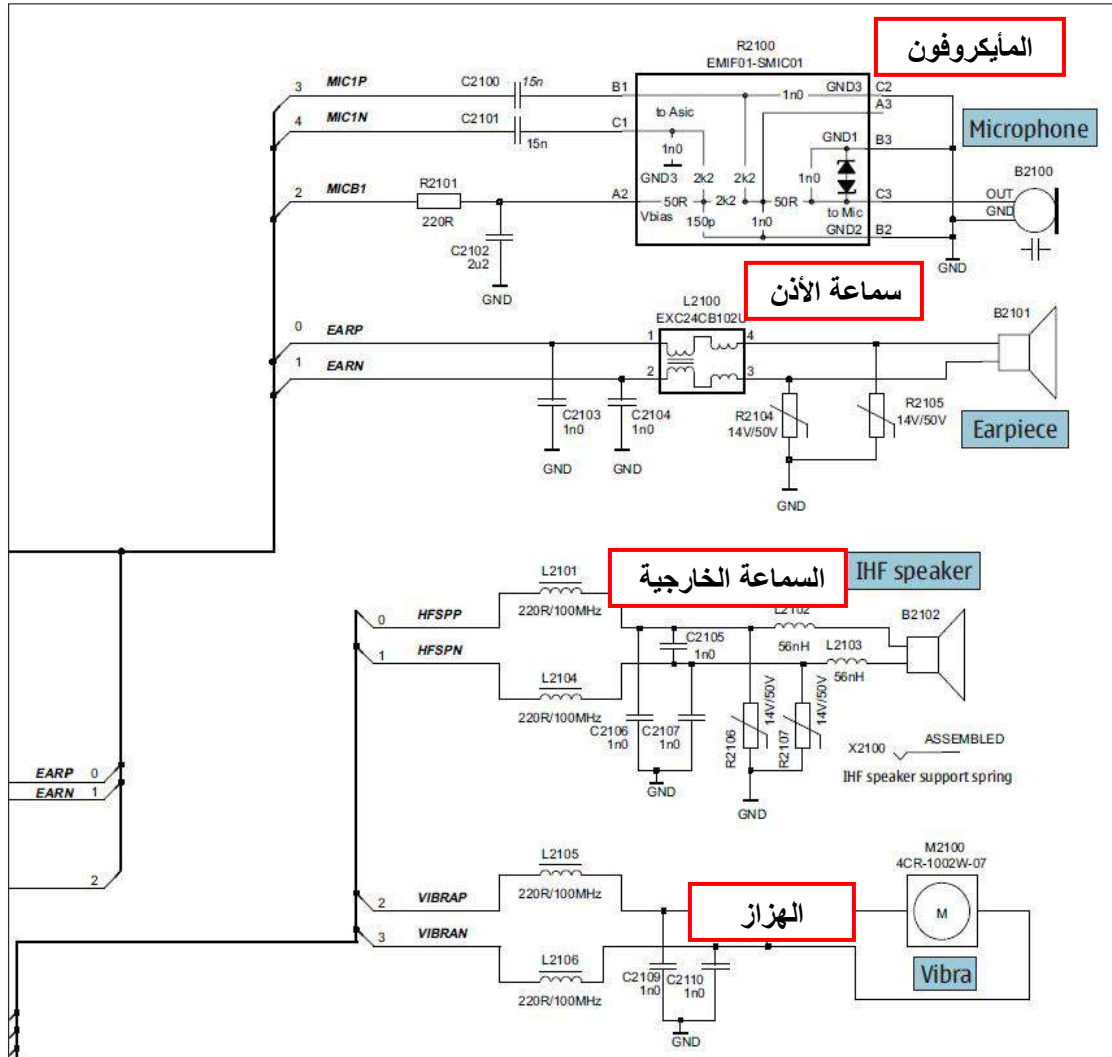 المأيكروفون
R2100
EMIF01-SMIC01
3 MIC1P C2100 15n B1 1n0 GND3 C2
A3
to Asic
4 MIC1N C2101 15n C1 GND1 B3
Microphone
1n0
GND3 2k2 2k2 1n0
B2100
2 MICB1 R2101 A2 50R 2k2 50R C3 OUT
220R Vbias 150p 1n0 to Mic GND
GND2 B2
C2102
2u2
GND
GND
سماعة الأذن
L2100
EXC24CB102U
B2101
0 EARP 1 4
1 EARN 2 3
C2103 C2104
1n0 1n0
R2104 R2105
14V/50V 14V/50V
Earpiece
GND GND
GND
السماعة الخارجية
IHF speaker
L2101
220R/100MHz
L2102
B2102
0 HFSPP
C2105 56nH L2103
1 HFSPN 1n0 56nH
L2104
220R/100MHz
C2106 C2107
1n0 1n0
R2106 14V/50V
R2107 14V/50V
X2100 ASSEMBLED
IHF speaker support spring
GND
GND
EARP 0
EARN 1
2
M2100
4CR-1002W-07
L2105
220R/100MHz
2 VIBRAP
الهزاز
M
3 VIBRAN
L2106
220R/100MHz
Vibra
C2109 C2110
1n0 1n0
GND